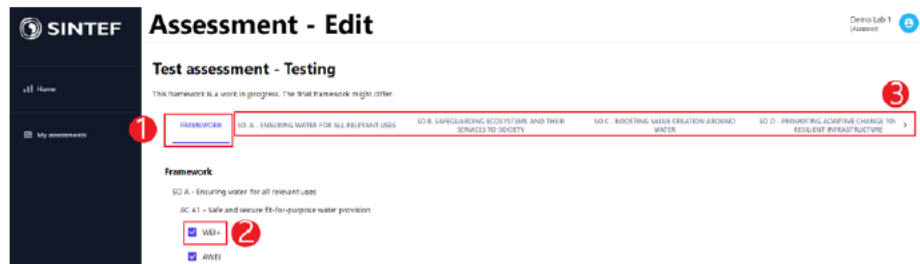 SINTEF
Assessment - Edit
Demo Lab 1
(Assessor)
Test assessment - Testing
This framework is a work in progress. The final framework might differ.
Home
My assessments
1
2
3
FRAMEWORK
SO A - ENSURING WATER FOR ALL RELEVANT USES
SO B. SAFEGUARDING ECOSYSTEMS AND THEIR
SERVICES TO SOCIETY
SO C - BOOSTING VALUE CREATION AROUND
WATER
SO D - PROMOTING ADAPTIVE CHANGE TO
RESILIENT INFRASTRUCTURE
Framework
SO A - Ensuring water for all relevant uses
AC A1 - Safe and secure fit-for-purpose water provision
WEI+
AWEI